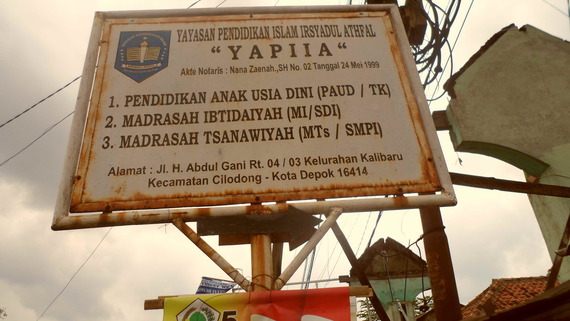 YAYASAN PENDIDIKAN ISLAM IRSYADUL ATHFAL
"YAPIIA"
Akte Notaris : Nana Zaenah.,SH No. 02 Tanggal 24 Mei 1999
1. PENDIDIKAN ANAK USIA DINI (PAUD / TK)
2. MADRASAH IBTIDAIYAH (MI/SDI)
3. MADRASAH TSANAWIYAH (MTs / SMPI)
Alamat : Jl. H. Abdul Gani Rt. 04 / 03 Kelurahan Kalibaru
Kecamatan Cilodong - Kota Depok 16414
5